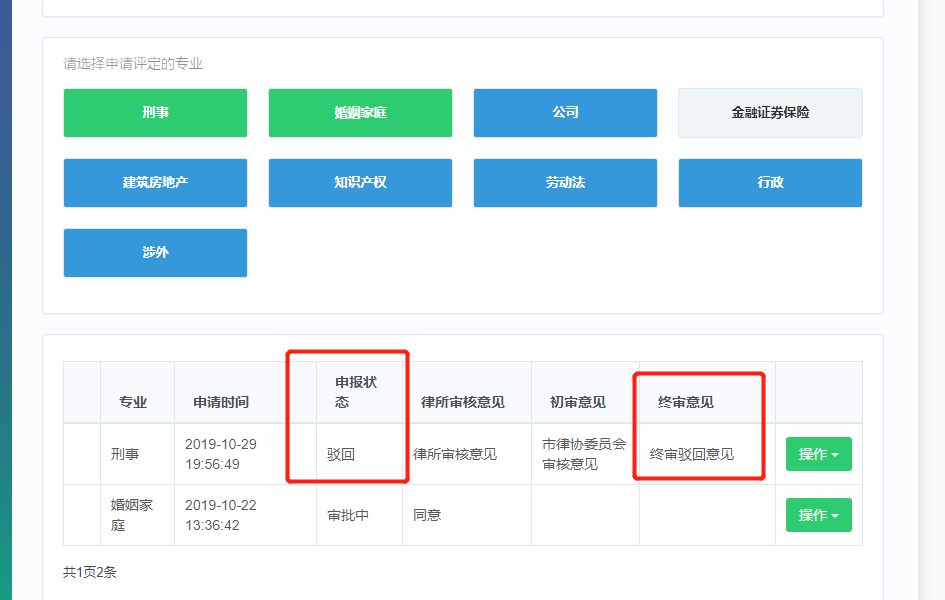 请选择申请评定的专业
刑事 婚姻家庭 公司 金融证券保险
建筑房地产 知识产权 劳动法 行政
涉外
专业 申请时间 申报状态 律所审核意见 初审意见 终审意见
刑事 2019-10-29 19:56:49 驳回 律所审核意见 市律协委员会审核意见 终审驳回意见 操作
婚姻家庭 2019-10-22 13:36:42 审批中 同意 操作
共1页2条